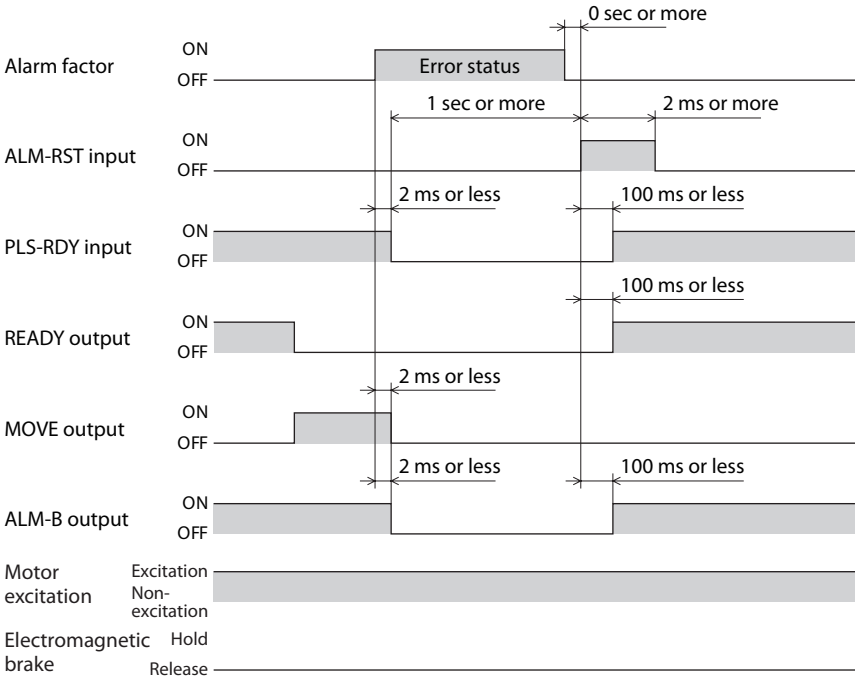 0 sec or more
ON
Alarm factor
Error status
OFF
1 sec or more
2 ms or more
ON
ALM-RST input
OFF
2 ms or less
100 ms or less
ON
PLS-RDY input
OFF
100 ms or less
ON
READY output
OFF
2 ms or less
ON
MOVE output
OFF
2 ms or less
100 ms or less
ON
ALM-B output
OFF
Motor
excitation
Excitation
Non-
excitation
Electromagnetic
brake
Hold
Release